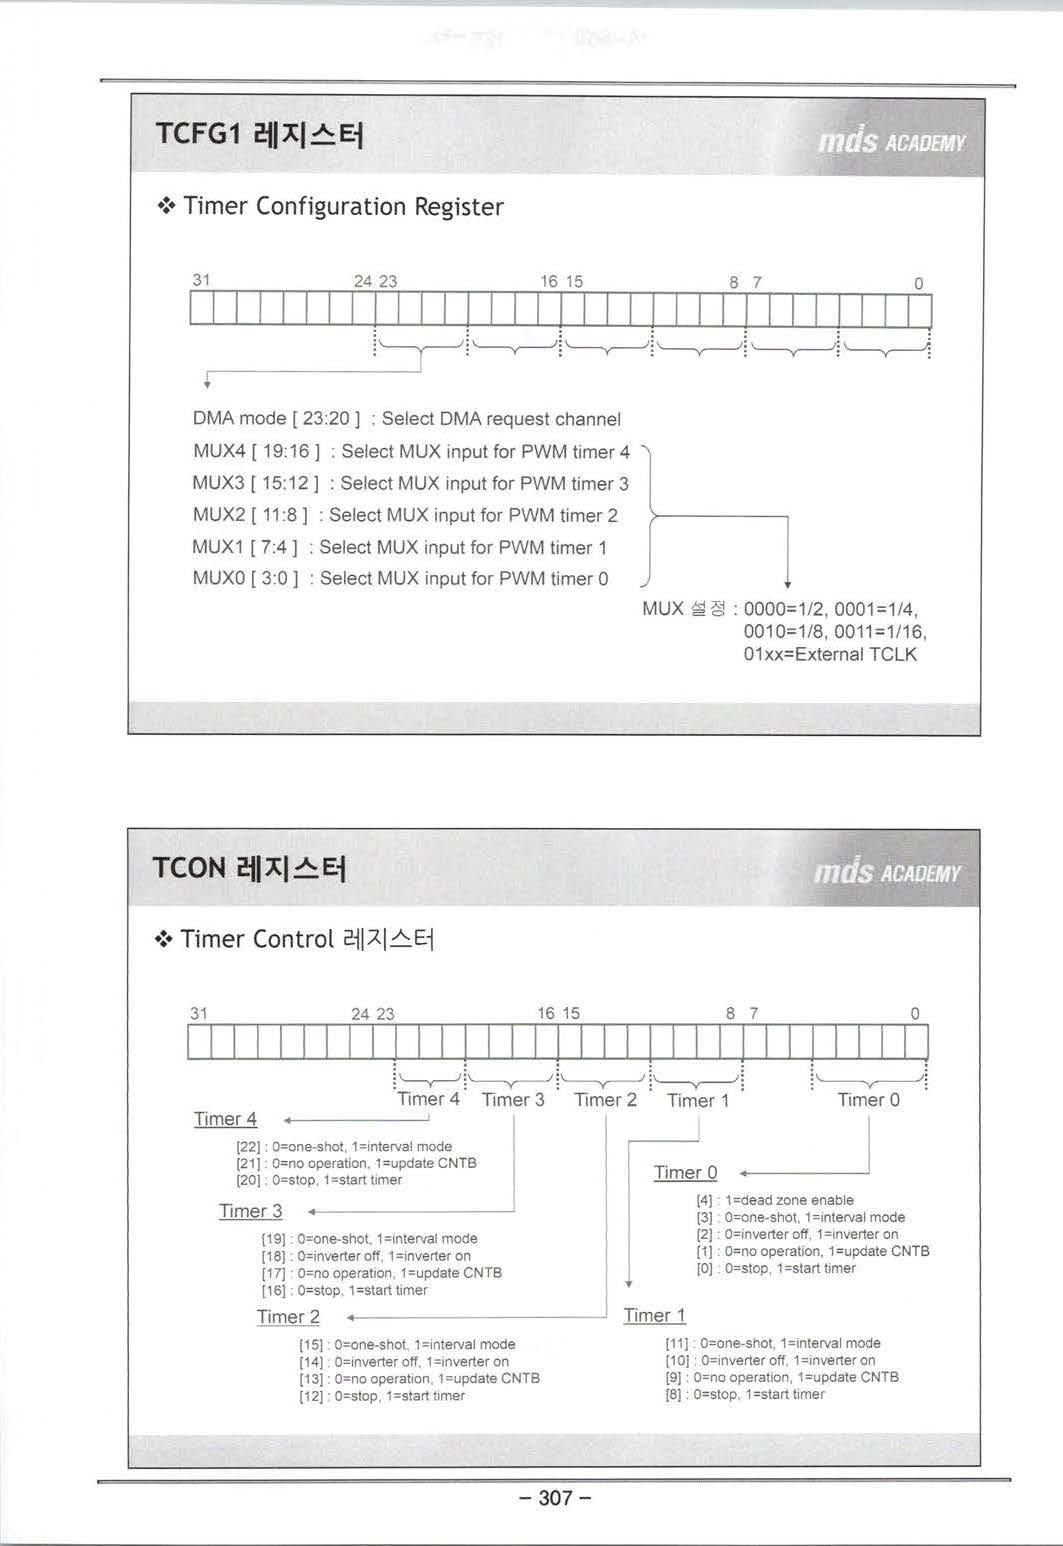 TCFG1 레지스터
mds ACADEMY
❖ Timer Configuration Register
31 24 23 16 15 8 7 0
DMA mode [ 23:20 ] : Select DMA request channel
MUX4 [ 19:16 ] : Select MUX input for PWM timer 4
MUX3 [ 15:12 ] : Select MUX input for PWM timer 3
MUX2 [ 11:8 ] : Select MUX input for PWM timer 2
MUX1 [ 7:4 ] : Select MUX input for PWM timer 1
MUX0 [ 3:0 ] : Select MUX input for PWM timer 0
MUX 설정 : 0000=1/2, 0001=1/4,
0010=1/8, 0011=1/16,
01xx=External TCLK
TCON 레지스터
mds ACADEMY
❖ Timer Control 레지스터
31 24 23 16 15 8 7 0
Timer 4 Timer 3 Timer 2 Timer 1 Timer 0
Timer 4
[22] : 0=one-shot, 1=interval mode
[21] : 0=no operation, 1=update CNTB
[20] : 0=stop, 1=start timer
Timer 3
[19] : 0=one-shot, 1=interval mode
[18] : 0=inverter off, 1=inverter on
[17] : 0=no operation, 1=update CNTB
[16] : 0=stop, 1=start timer
Timer 2
[15] : 0=one-shot, 1=interval mode
[14] : 0=inverter off, 1=inverter on
[13] : 0=no operation, 1=update CNTB
[12] : 0=stop, 1=start timer
Timer 0
[4] : 1=dead zone enable
[3] : 0=one-shot, 1=interval mode
[2] : 0=inverter off, 1=inverter on
[1] : 0=no operation, 1=update CNTB
[0] : 0=stop, 1=start timer
Timer 1
[11] : 0=one-shot, 1=interval mode
[10] : 0=inverter off, 1=inverter on
[9] : 0=no operation, 1=update CNTB
[8] : 0=stop, 1=start timer
- 307 -